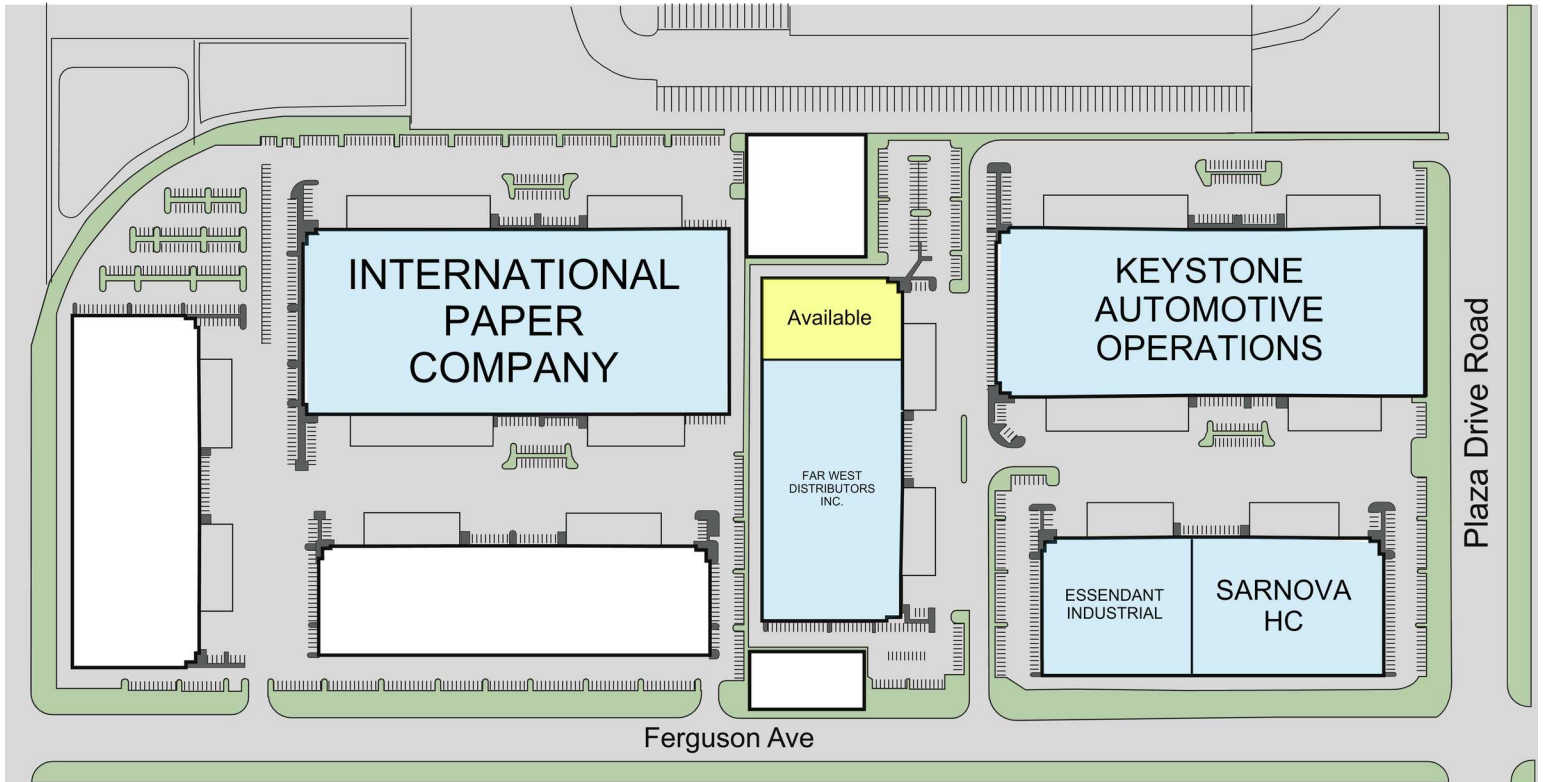 INTERNATIONAL
PAPER
COMPANY
Available
FAR WEST
DISTRIBUTORS
INC.
KEYSTONE
AUTOMOTIVE
OPERATIONS
ESSENDANT
INDUSTRIAL
SARNOVA
HC
Plaza Drive Road
Ferguson Ave